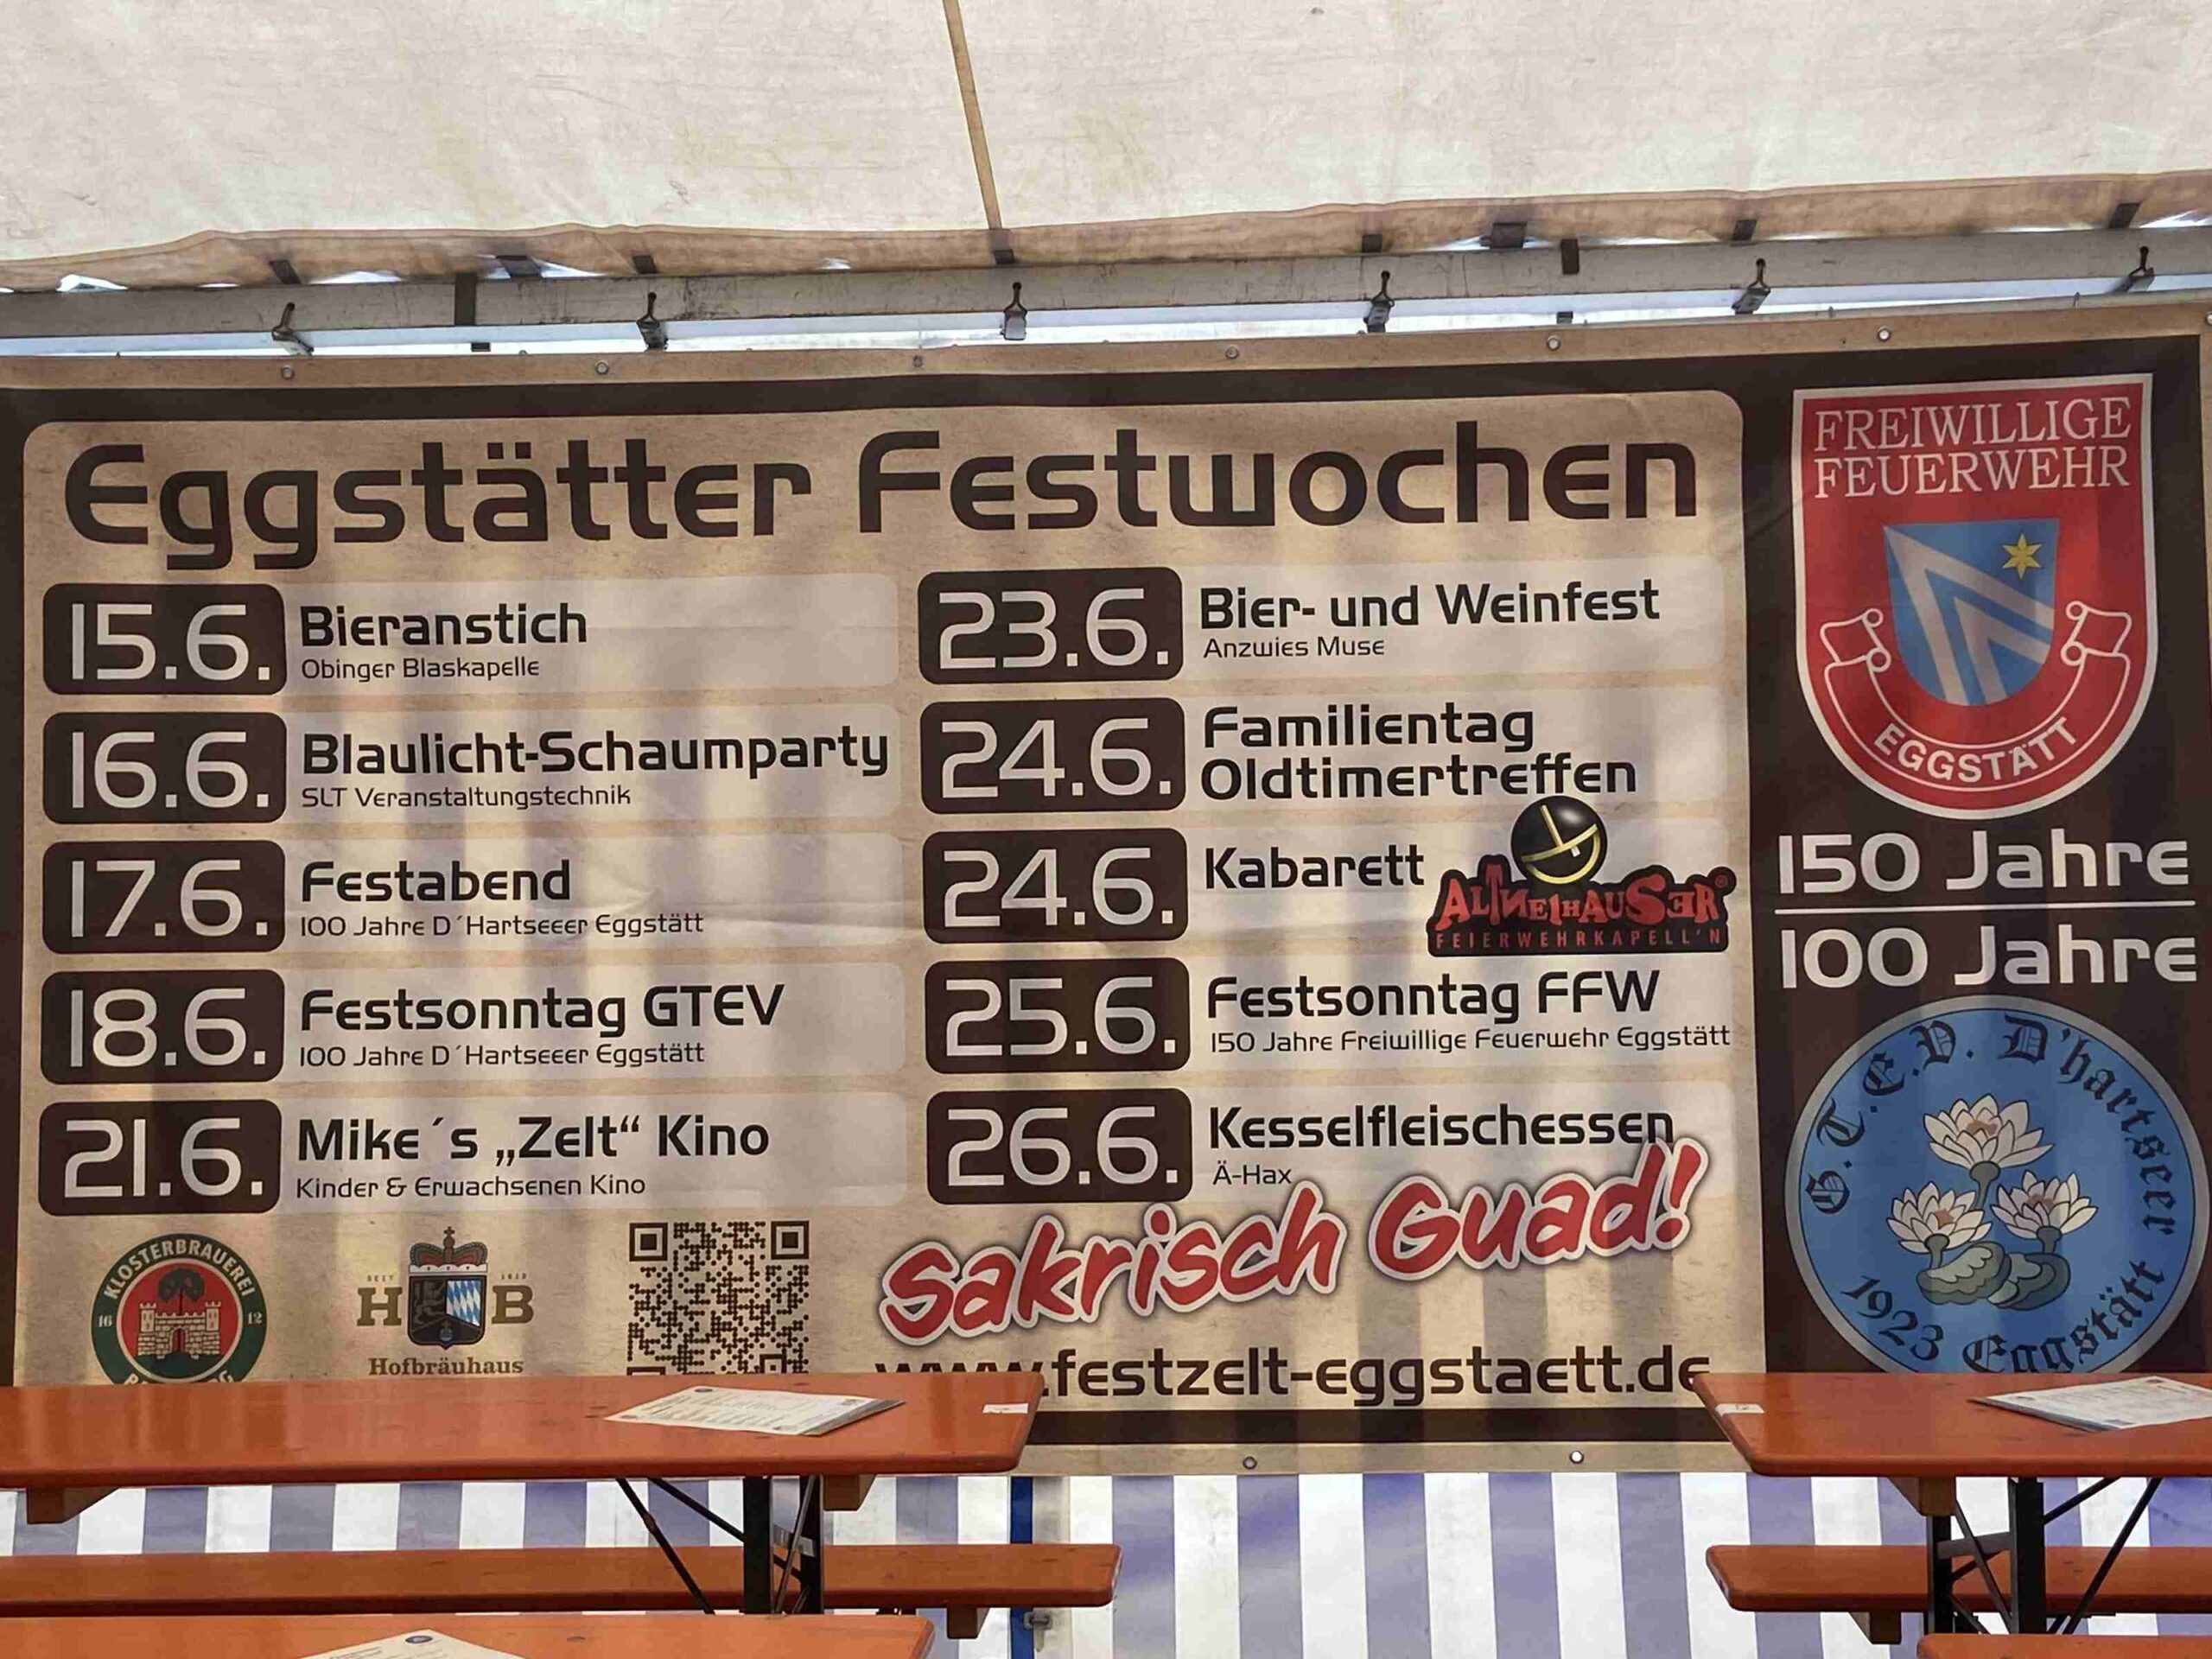 Eggstätter Festwochen
15.6.
Bieranstich
Obinger Blaskapelle
16.6.
Blaulicht-Schaumparty
SLT Veranstaltungstechnik
17.6.
Festabend
100 Jahre D´Hartseeer Eggstätt
18.6.
Festsonntag GTEV
100 Jahre D´Hartseeer Eggstätt
21.6.
Mike´s „Zelt“ Kino
Kinder & Erwachsenen Kino
23.6.
Bier- und Weinfest
Anzwies Muse
24.6.
Familientag
Oldtimertreffen
24.6.
Kabarett
ALTNEIHAUSER®
FEIERWEHRKAPELL'N
25.6.
Festsonntag FFW
150 Jahre Freiwillige Feuerwehr Eggstätt
26.6.
Kesselfleischessen
Ä-Hax
Sakrisch Guad!
www.festzelt-eggstaett.de
KLOSTERBRAUEREI
16 12
H B
Hofbräuhaus
FREIWILLIGE
FEUERWEHR
EGGSTÄTT
150 Jahre
100 Jahre
G.T.E.V. D'hartseer
1923 Eggstätt